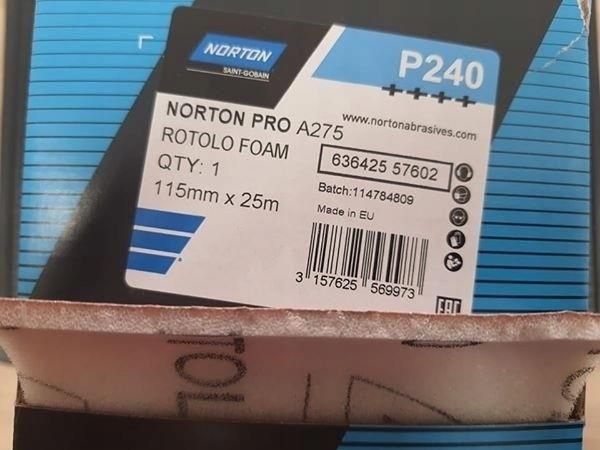 NORTON
SAINT-GOBAIN
P240
++++
NORTON PRO A275
www.nortonabrasives.com
ROTOLO FOAM
636425 57602
QTY: 1
Batch:114784809
115mm x 25m
Made in EU
3 157625 569973
EAC